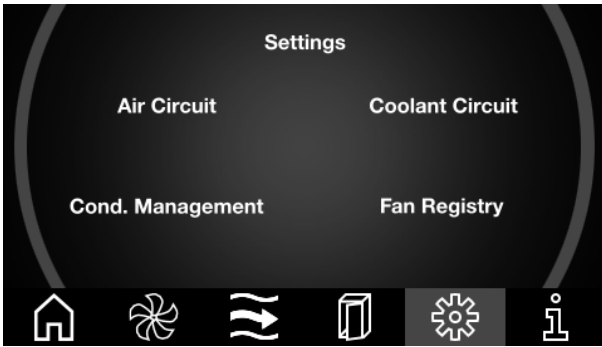 Settings
Air Circuit
Coolant Circuit
Cond. Management
Fan Registry